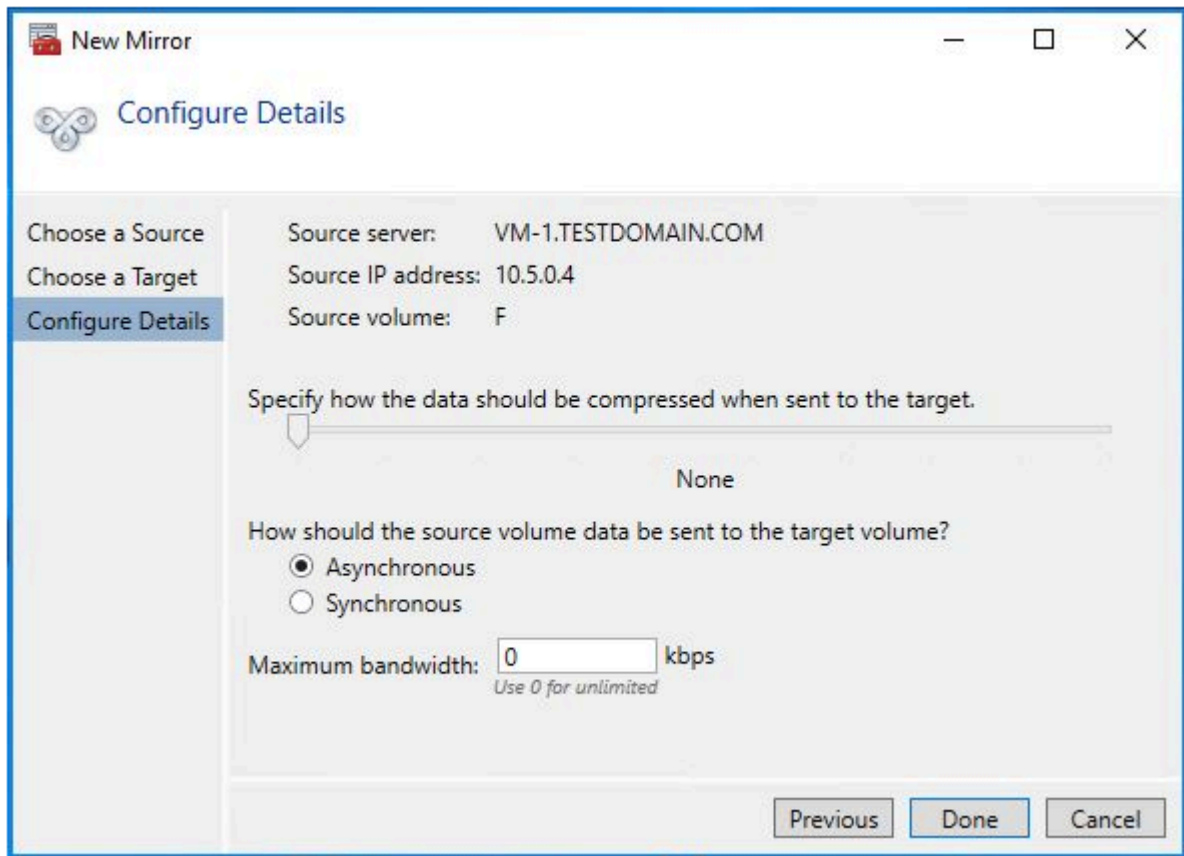 New Mirror
Configure Details
Choose a Source
Choose a Target
Configure Details
Source server: VM-1.TESTDOMAIN.COM
Source IP address: 10.5.0.4
Source volume: F
Specify how the data should be compressed when sent to the target.
None
How should the source volume data be sent to the target volume?
Asynchronous
Synchronous
Maximum bandwidth: 0 kbps
Use 0 for unlimited
Previous Done Cancel